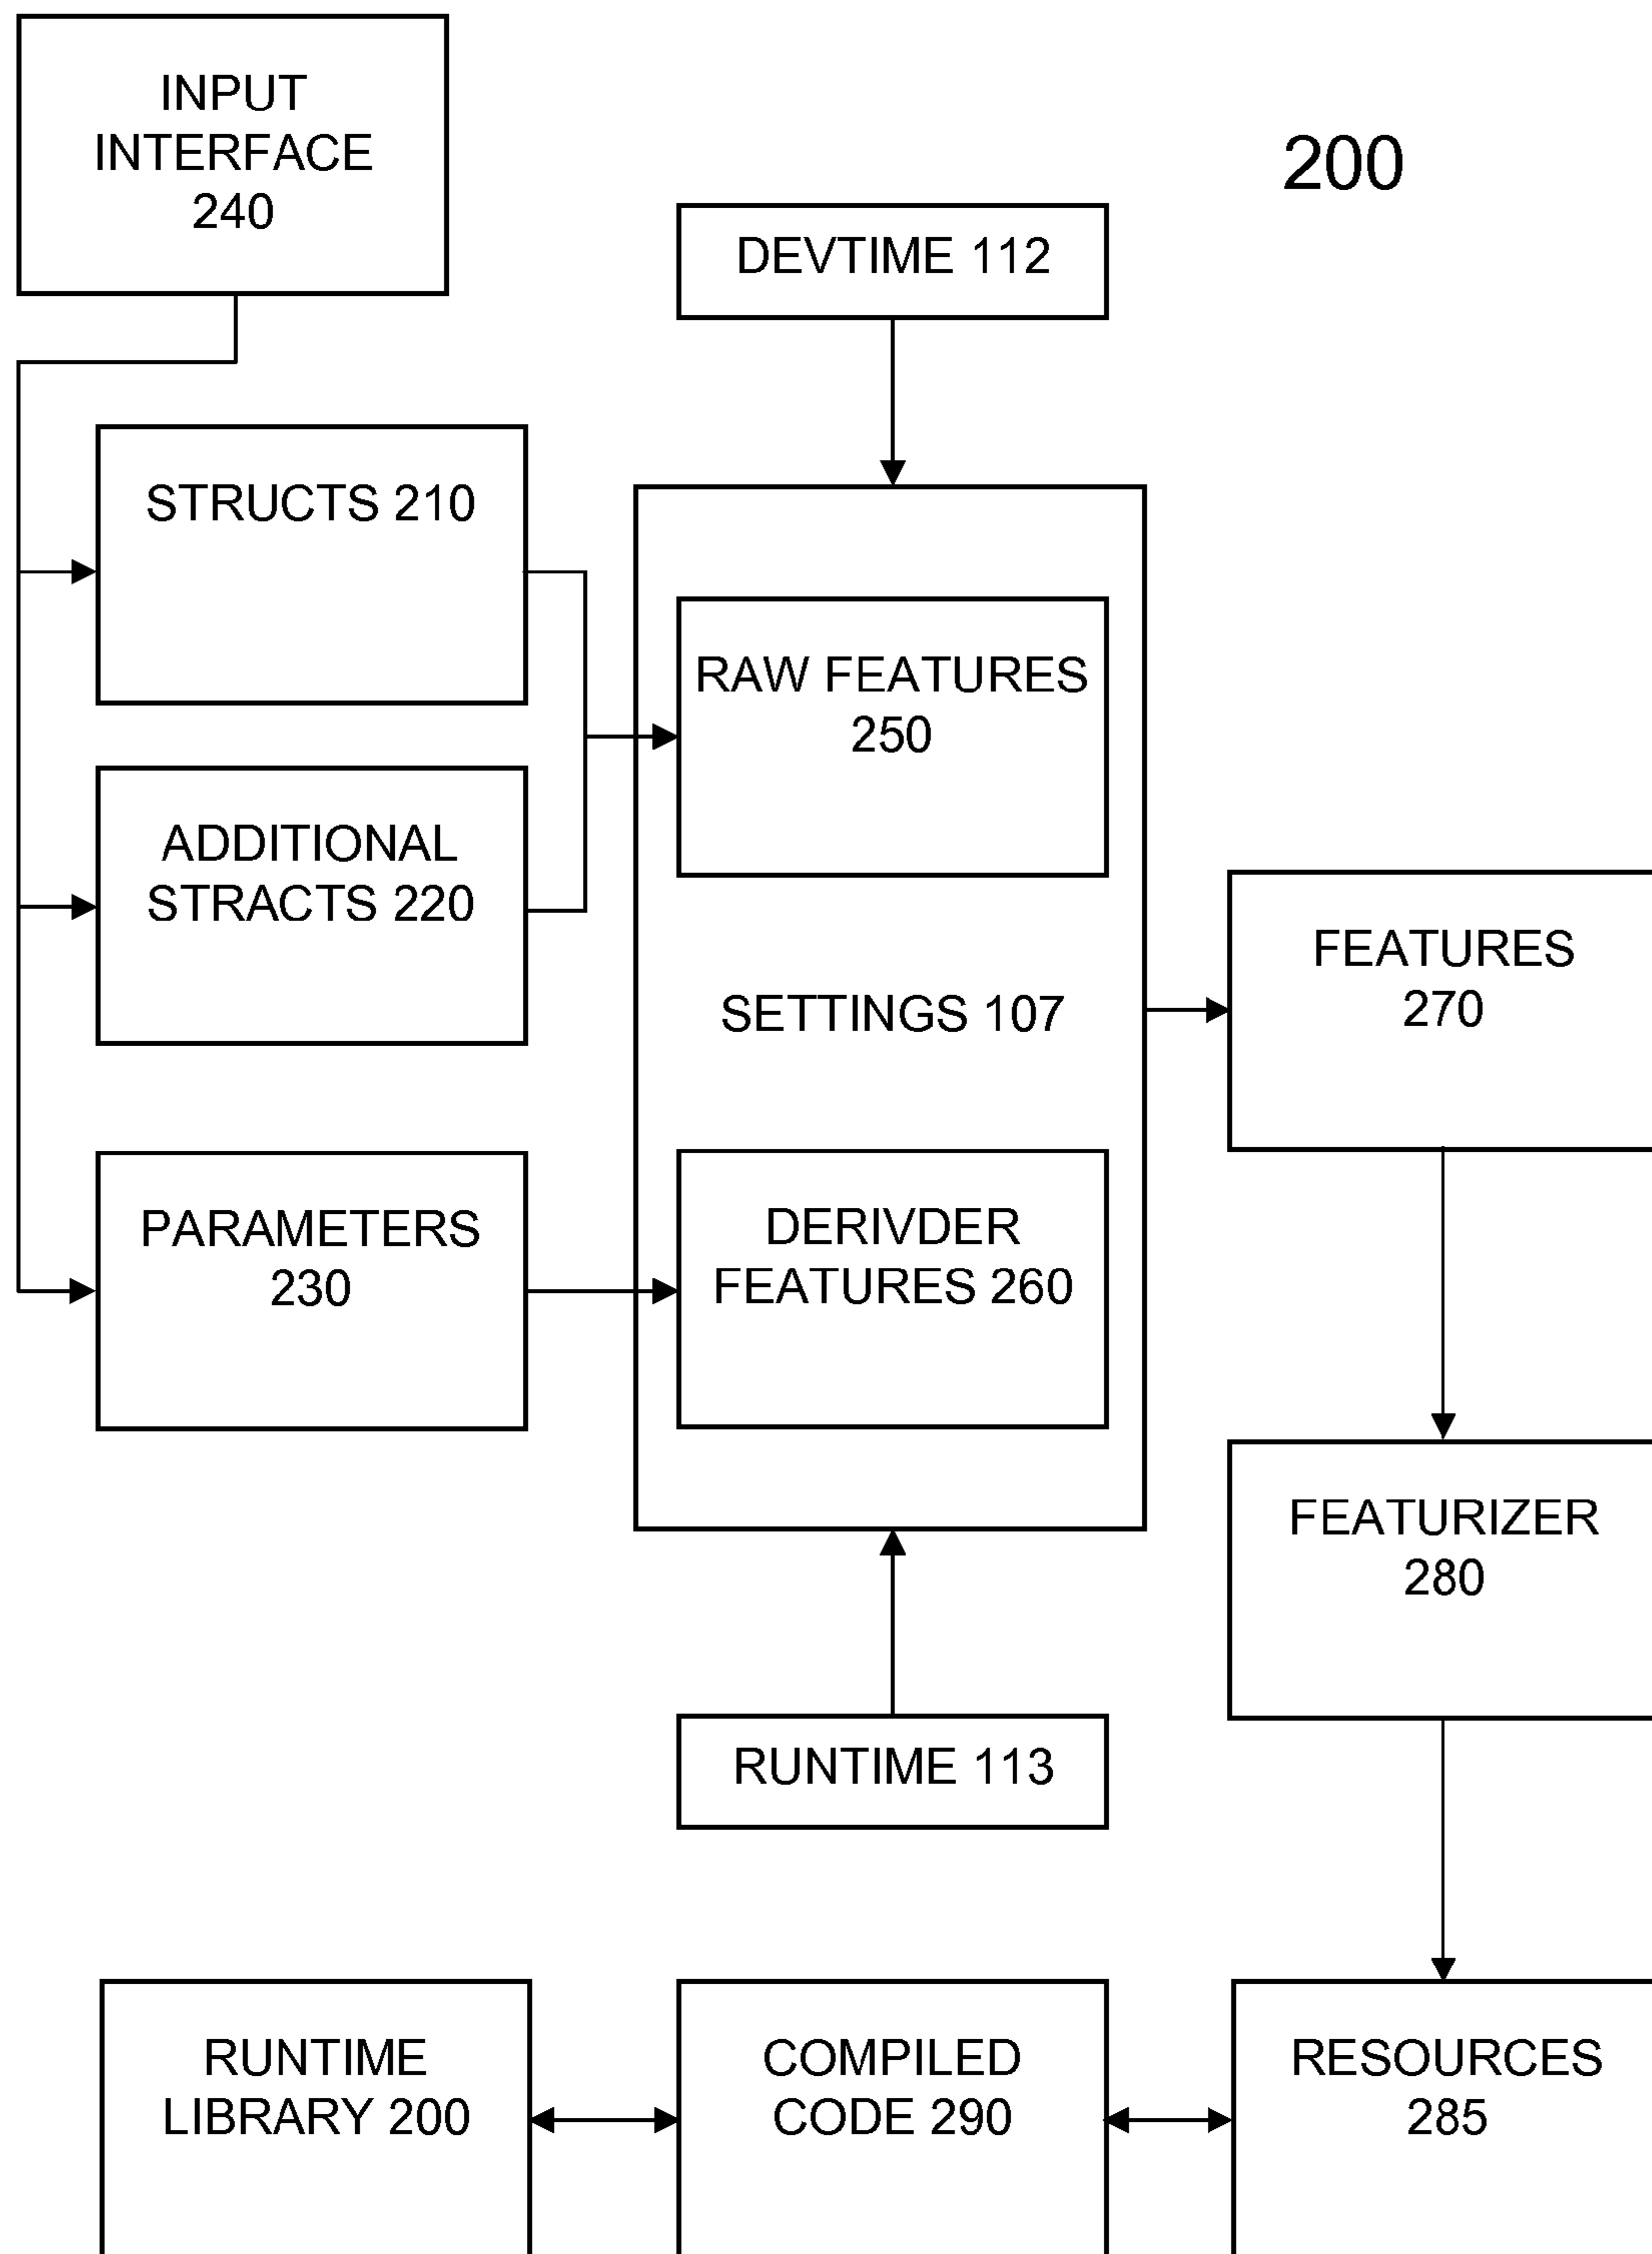 INPUT
INTERFACE
240
200
DEVTIME 112
STRUCTS 210
RAW FEATURES
250
ADDITIONAL
STRACTS 220
FEATURES
270
SETTINGS 107
PARAMETERS
230
DERIVDER
FEATURES 260
FEATURIZER
280
RUNTIME 113
RUNTIME
LIBRARY 200
COMPILED
CODE 290
RESOURCES
285